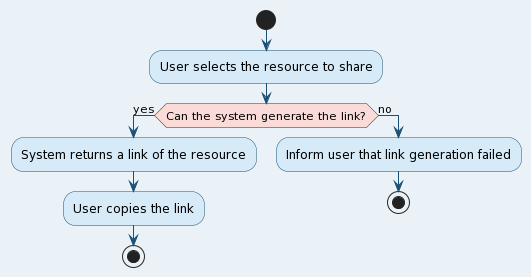 User selects the resource to share
yes
Can the system generate the link?
no
System returns a link of the resource
Inform user that link generation failed
User copies the link